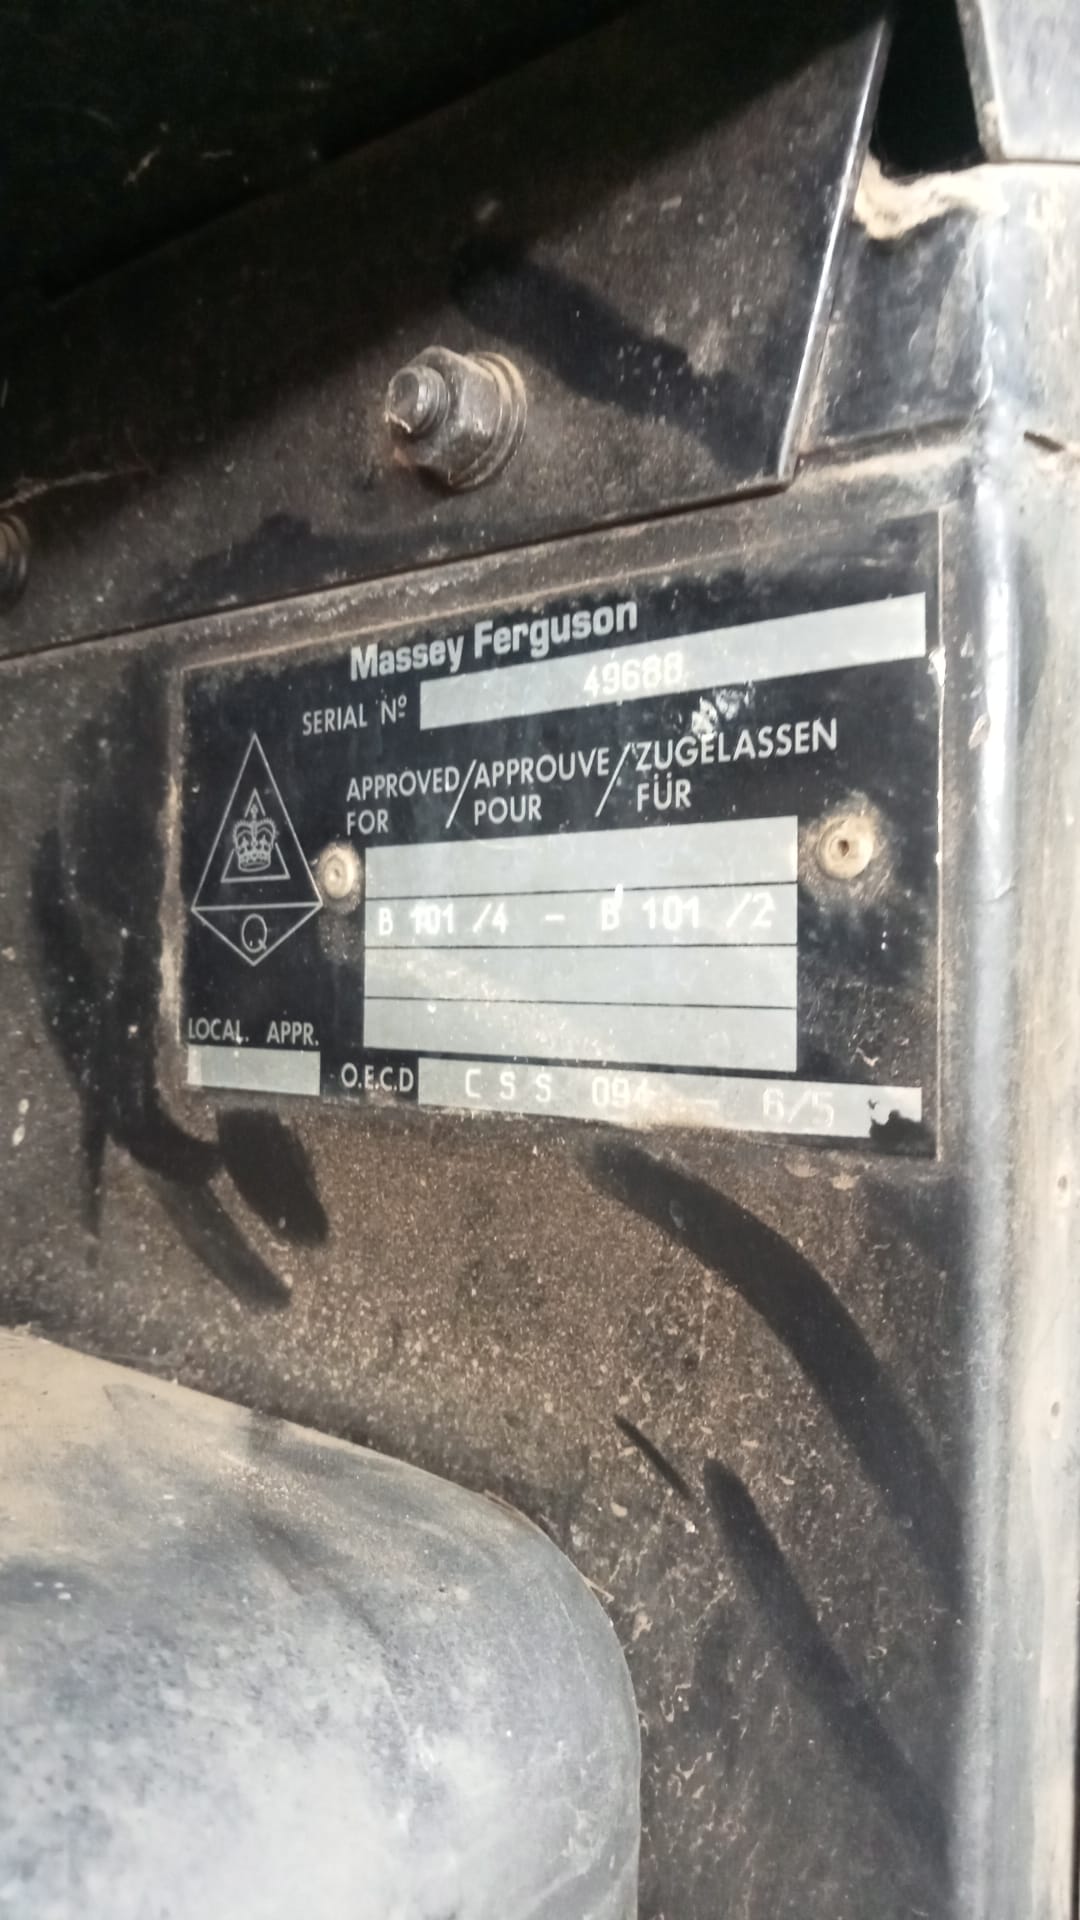 Massey Ferguson
SERIAL Nº 49688
APPROVED/APPROUVE/ZUGELASSEN
FOR / POUR / FÜR
B 101 /4 - B 101 /2
Q
LOCAL. APPR.
O.E.C.D C S S - 6/5